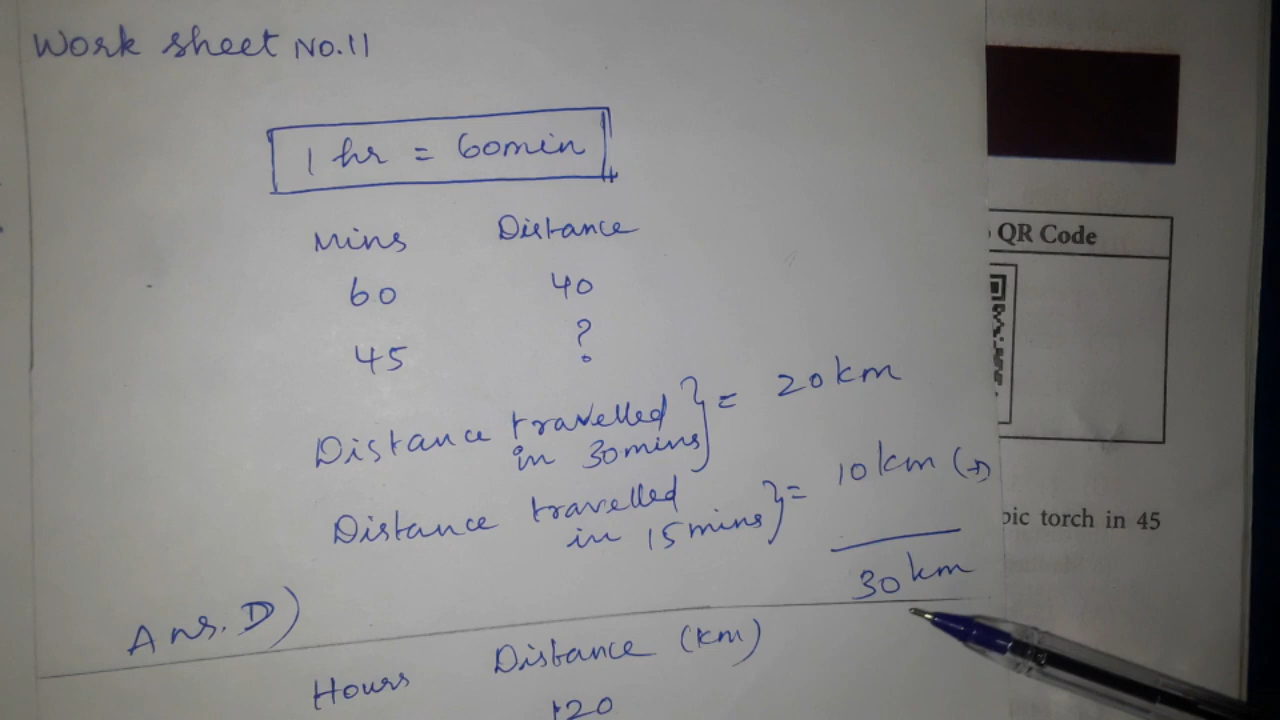 Work sheet No.11
1 hr = 60min
Mins Distance
60 40
45 ?
Distance travelled
in 30mins } = 20km
Distance travelled
in 15mins } = 10km (+)
30km
Ans. D)
Hours Distance (km)
120
QR Code
pic torch in 45